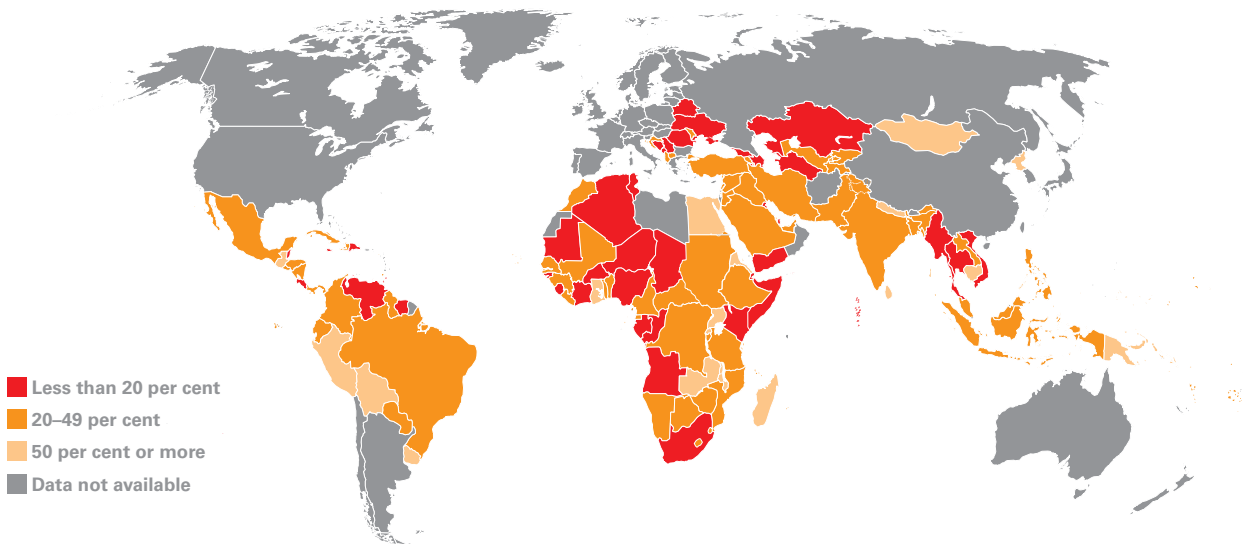 Less than 20 per cent
20–49 per cent
50 per cent or more
Data not available